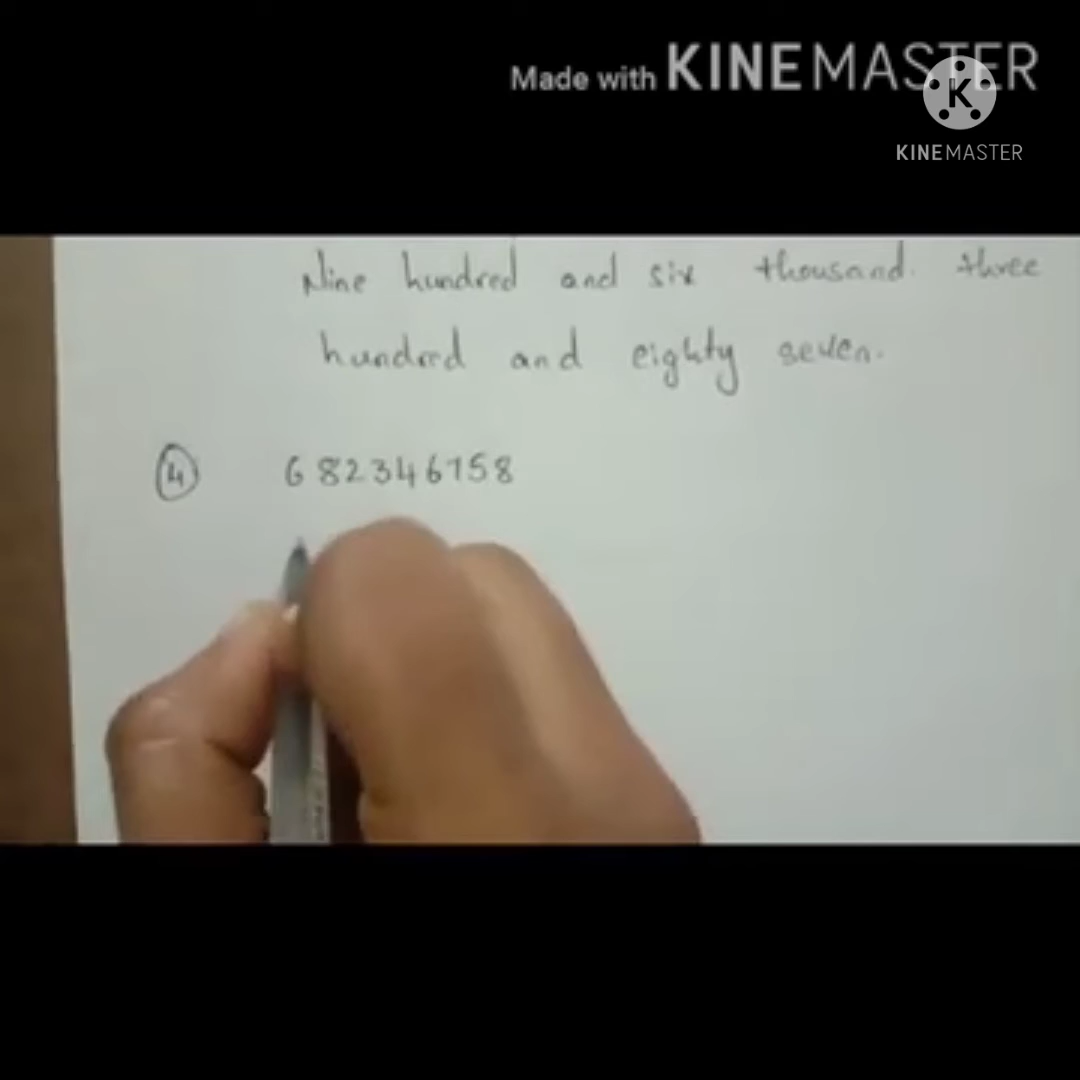 Made with KINEMASTER
K
KINEMASTER
Nine hundred and six thousand. three
hundred and eighty seven.
4 682346158